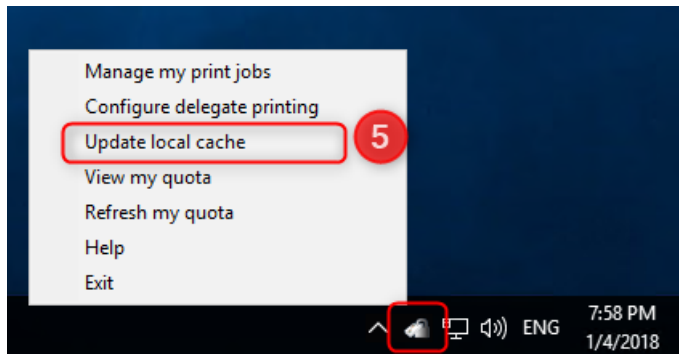 Manage my print jobs
Configure delegate printing
Update local cache
5
View my quota
Refresh my quota
Help
Exit
ENG
7:58 PM
1/4/2018